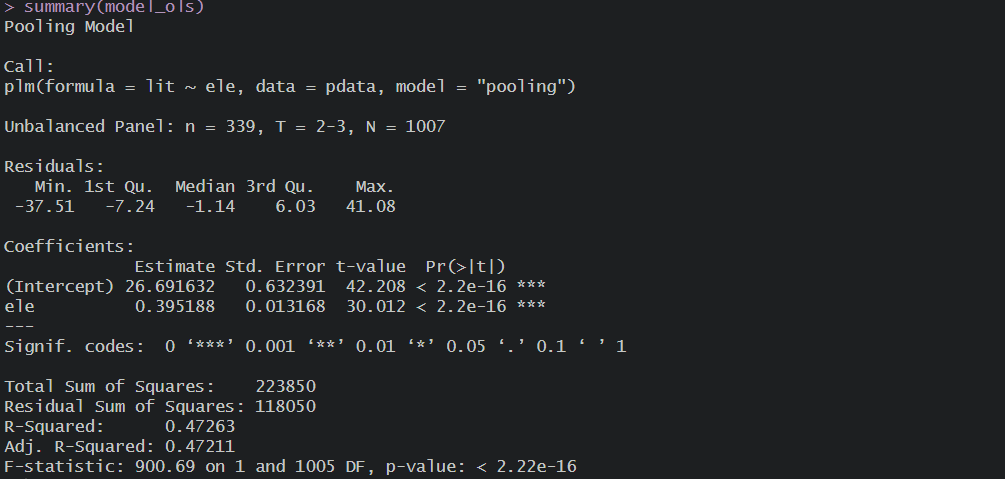 > summary(model_ols)
Pooling Model
Call:
plm(formula = lit ~ ele, data = pdata, model = "pooling")
Unbalanced Panel: n = 339, T = 2-3, N = 1007
Residuals:
   Min. 1st Qu.  Median 3rd Qu.    Max.
 -37.51   -7.24   -1.14    6.03   41.08
Coefficients:
             Estimate Std. Error t-value  Pr(>|t|)
(Intercept) 26.691632   0.632391  42.208 < 2.2e-16 ***
ele          0.395188   0.013168  30.012 < 2.2e-16 ***
---
Signif. codes:  0 ‘***’ 0.001 ‘**’ 0.01 ‘*’ 0.05 ‘.’ 0.1 ‘ ’ 1
Total Sum of Squares:    223850
Residual Sum of Squares: 118050
R-Squared:      0.47263
Adj. R-Squared: 0.47211
F-statistic: 900.69 on 1 and 1005 DF, p-value: < 2.22e-16